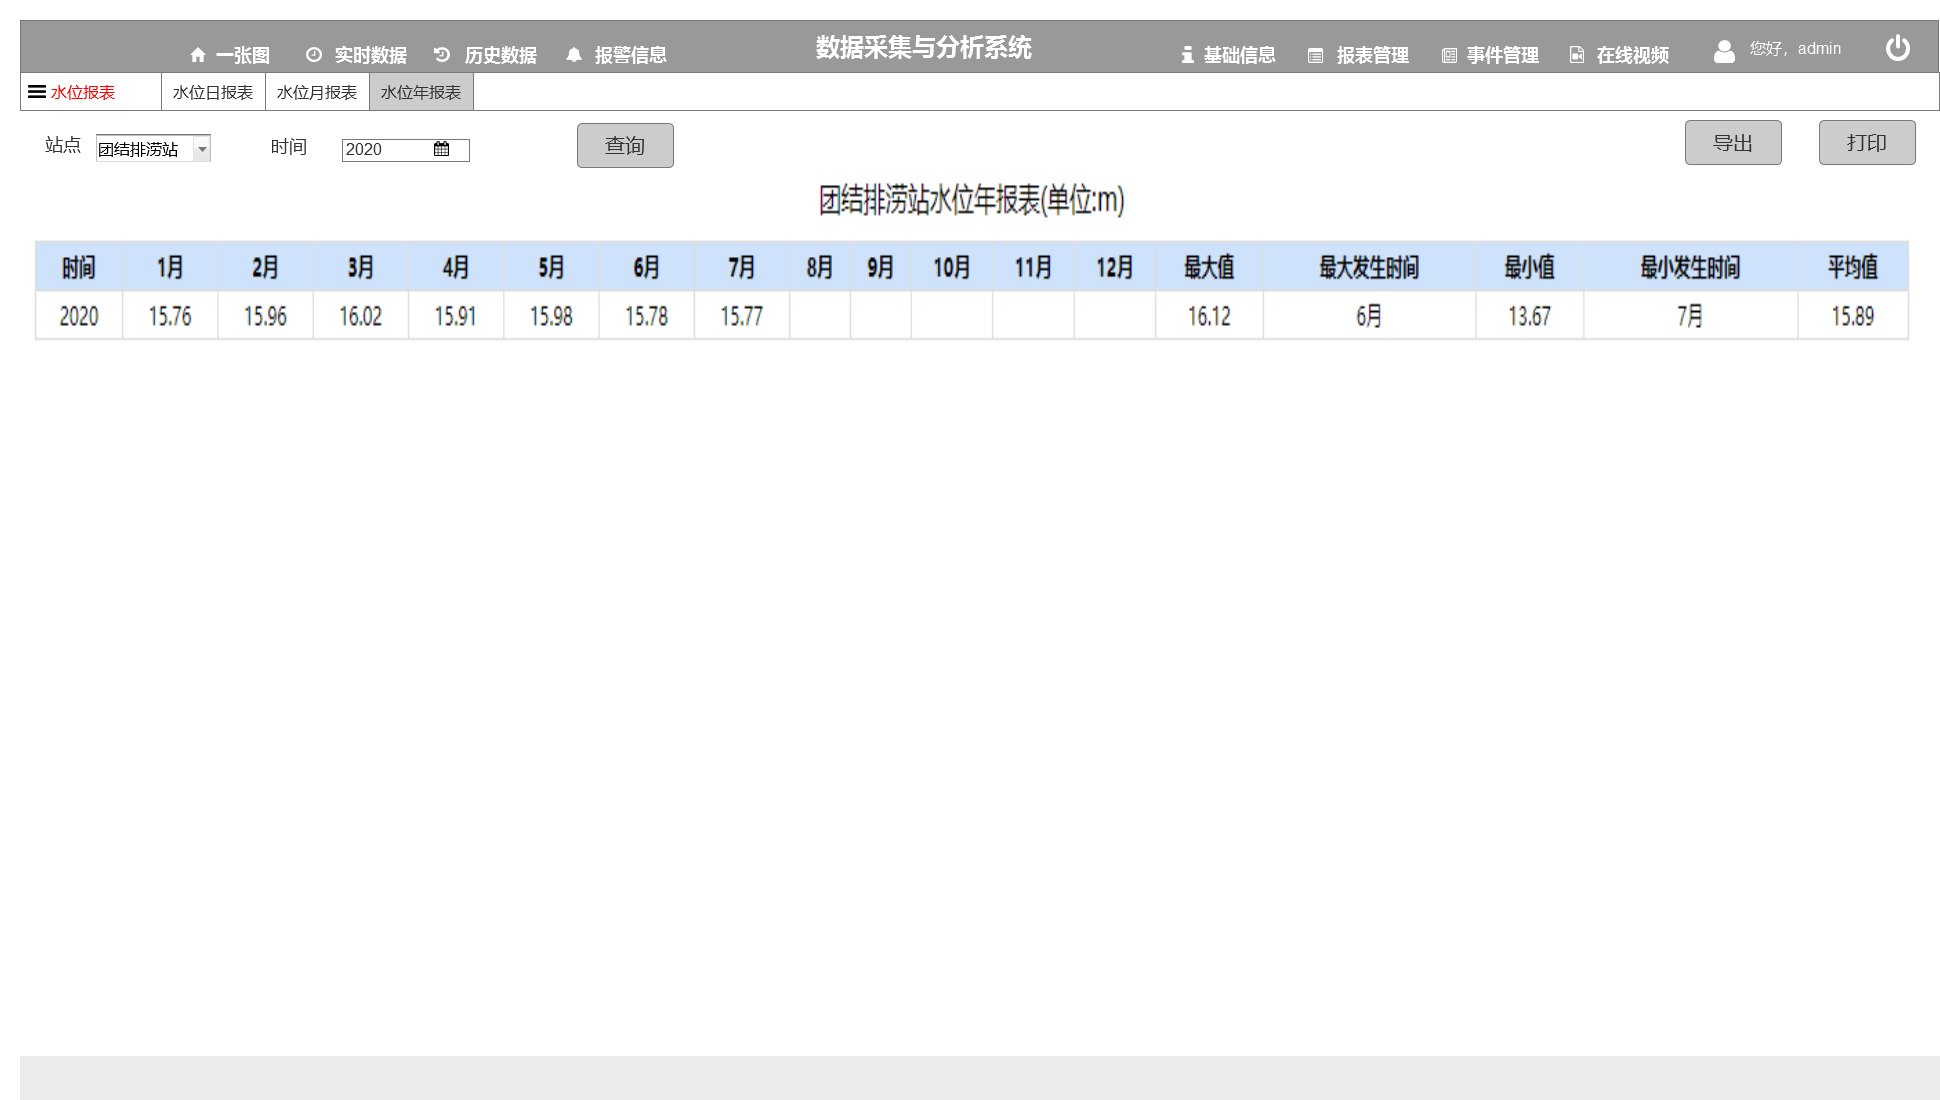 一张图 实时数据 历史数据 报警信息 数据采集与分析系统 基础信息 报表管理 事件管理 在线视频 您好，admin
水位报表 水位日报表 水位月报表 水位年报表
站点 团结排涝站 时间 2020 查询 导出 打印
团结排涝站水位年报表(单位:m)
时间 1月 2月 3月 4月 5月 6月 7月 8月 9月 10月 11月 12月 最大值 最大发生时间 最小值 最小发生时间 平均值
2020 15.76 15.96 16.02 15.91 15.98 15.78 15.77 16.12 6月 13.67 7月 15.89